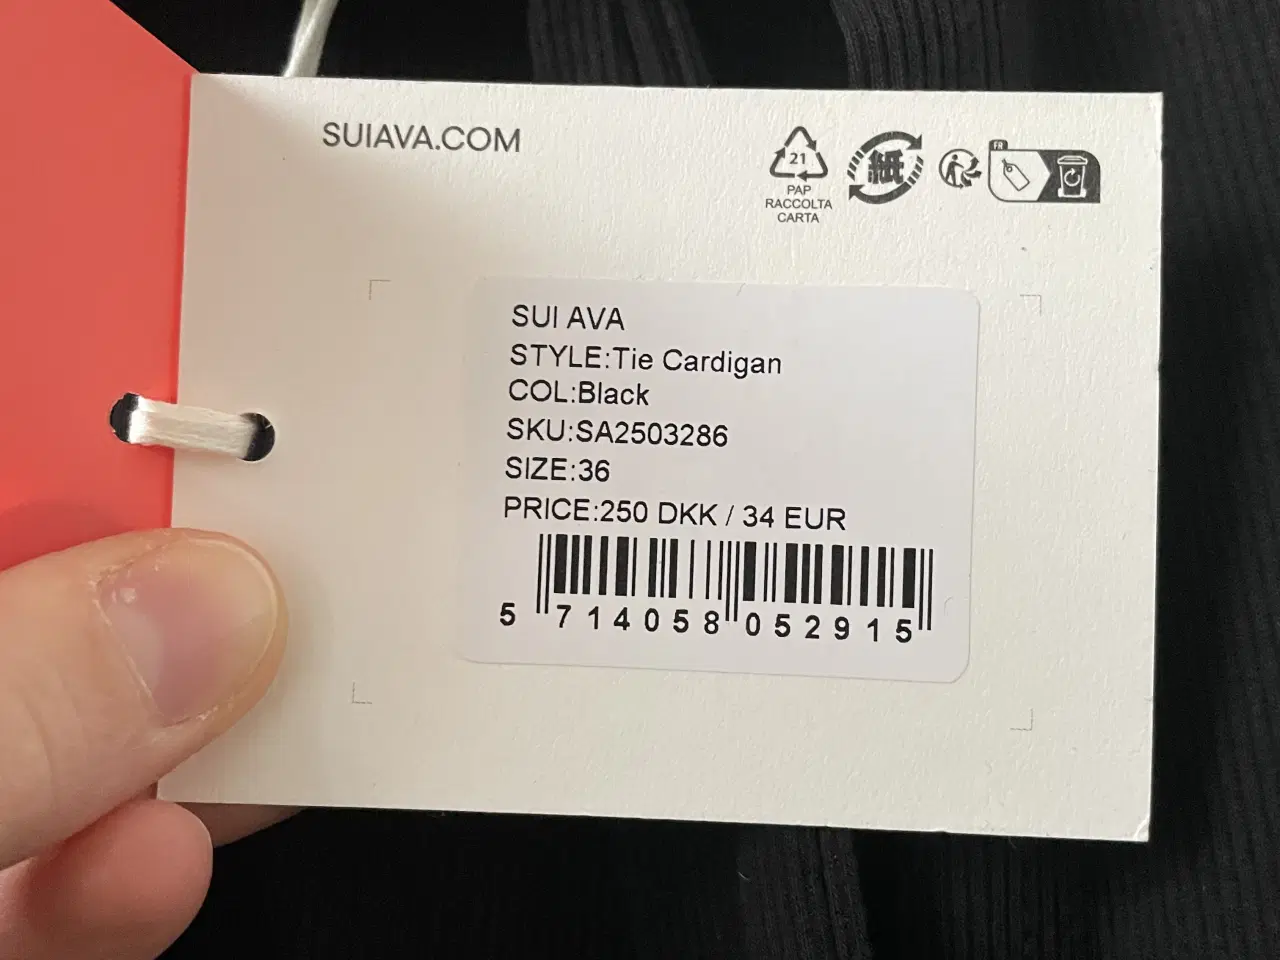 SUIAVA.COM
21
PAP
RACCOLTA
CARTA
紙
FR
SUI AVA
STYLE:Tie Cardigan
COL:Black
SKU:SA2503286
SIZE:36
PRICE:250 DKK / 34 EUR
5 714058 052915